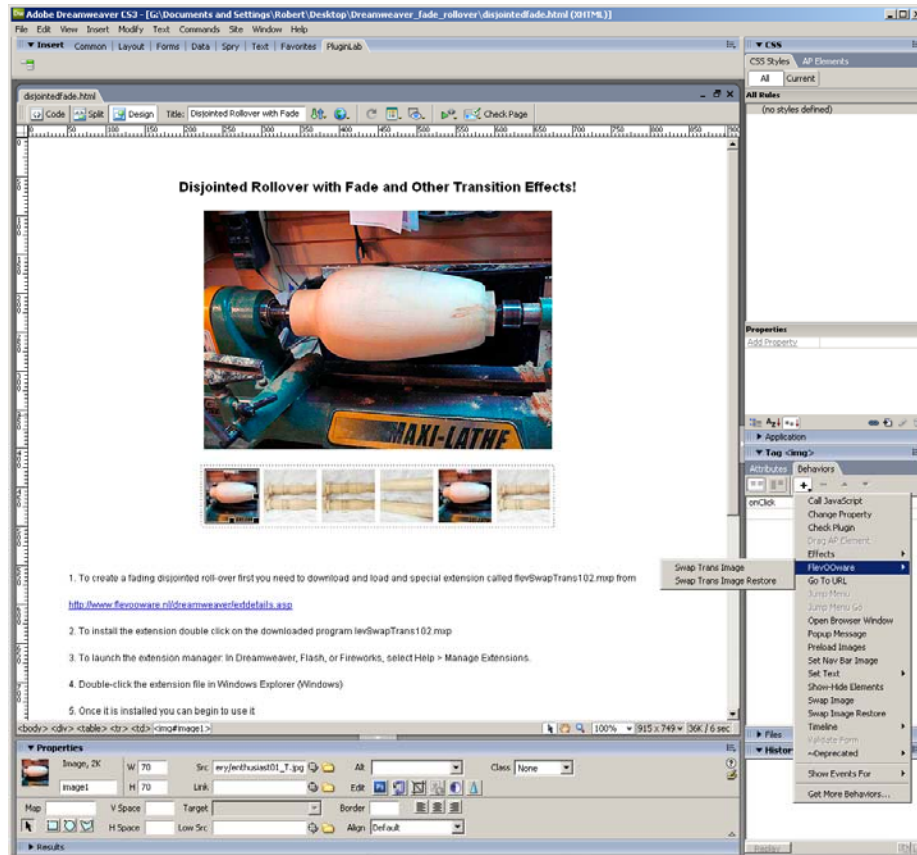 Adobe Dreamweaver CS3 - [G:\Documents and Settings\Robert\Desktop\Dreamweaver_fade_rollover\disjointedfade.html (XHTML)]
File Edit View Insert Modify Text Commands Site Window Help
Insert Common Layout Forms Data Spry Text Favorites PluginLab
disjointedfade.html
Code Split Design Title: Disjointed Rollover with Fade Check Page
Disjointed Rollover with Fade and Other Transition Effects!
MAXI-LATHE
1. To create a fading disjointed roll-over first you need to download and load and special extension called flevSwapTrans102.mxp from
http://www.flevooware.nl/dreamweaver/extdetails.asp
2. To install the extension double click on the downloaded program levSwapTrans102.mxp
3. To launch the extension manager: In Dreamweaver, Flash, or Fireworks, select Help > Manage Extensions.
4. Double-click the extension file in Windows Explorer (Windows)
5. Once it is installed you can begin to use it
<body> <div> <table> <tr> <td> <img#image1> 100% 915 x 749 36K / 6 sec
Properties
Image, 2K W 70 Src ery/enthusiast01_T.jpg Alt Class None
image1 H 70 Link Edit
Map V Space Target Border
H Space Low Src Align Default
Results
CSS
CSS Styles AP Elements
All Current
All Rules
(no styles defined)
Properties
Add Property
Application
Tag <img>
Attributes Behaviors
onClick
Call JavaScript
Change Property
Check Plugin
Drag AP Element
Effects
FlevOOware
Swap Trans Image
Swap Trans Image Restore
Go To URL
Jump Menu
Jump Menu Go
Open Browser Window
Popup Message
Preload Images
Set Nav Bar Image
Set Text
Show-Hide Elements
Swap Image
Swap Image Restore
Timeline
Validate Form
~Deprecated
Show Events For
Get More Behaviors...
Files
Histor
Replay